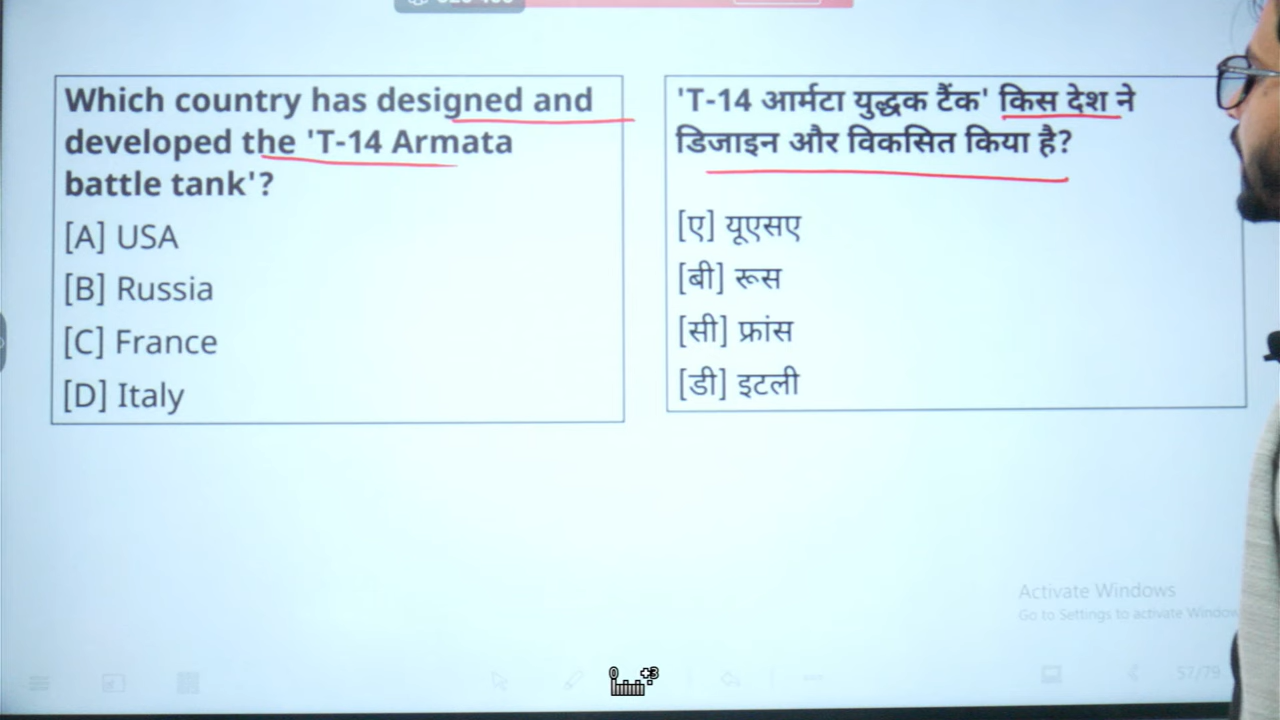 Which country has designed and
developed the 'T-14 Armata
battle tank'?
[A] USA
[B] Russia
[C] France
[D] Italy
'T-14 आर्मटा युद्धक टैंक' किस देश ने
डिजाइन और विकसित किया है?
[ए] यूएसए
[बी] रूस
[सी] फ्रांस
[डी] इटली
Activate Windows
Go to Settings to activate
57/79